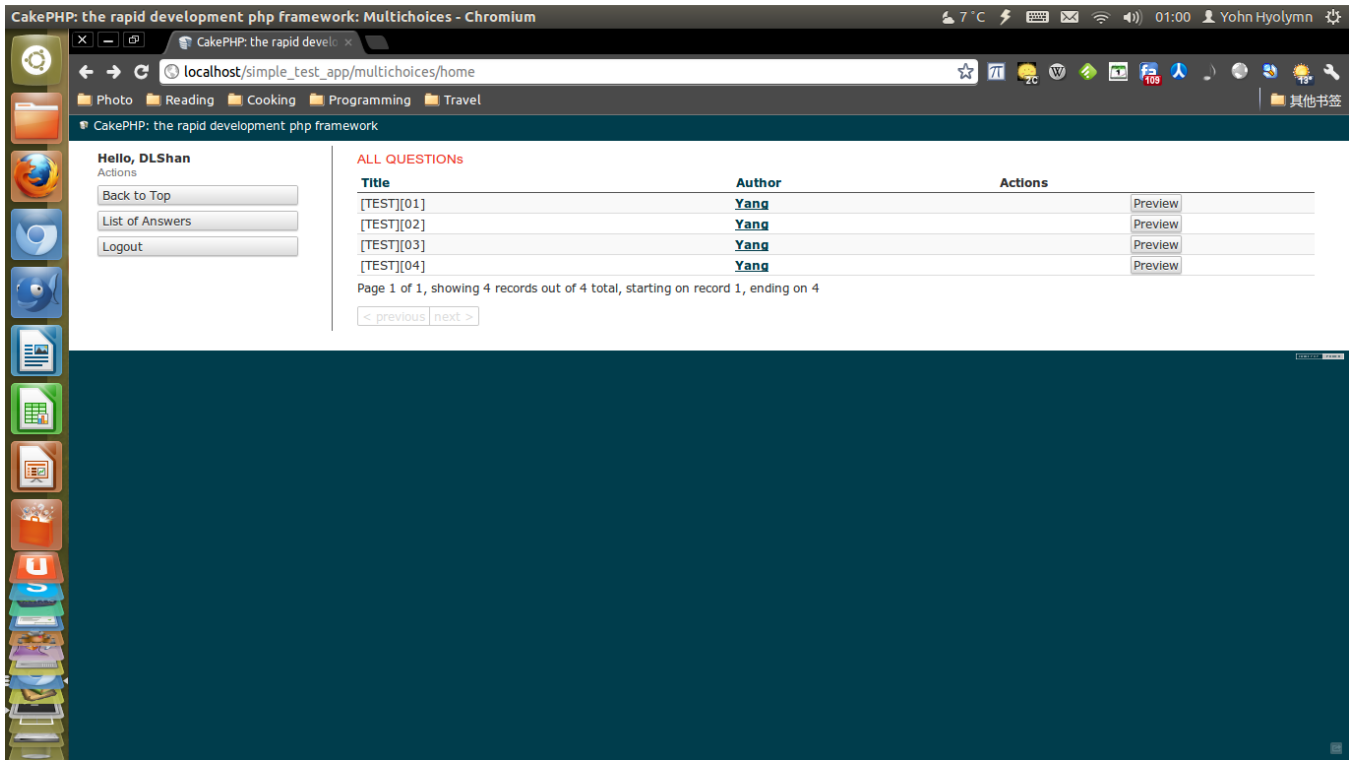 CakePHP: the rapid development php framework: Multichoices - Chromium
7 °C 01:00 Yohn Hyolymn
CakePHP: the rapid develo
localhost/simple_test_app/multichoices/home
2C 109 13°
Photo Reading Cooking Programming Travel 其他书签
CakePHP: the rapid development php framework
Hello, DLShan
Actions
Back to Top
List of Answers
Logout
ALL QUESTIONs
Title Author Actions
[TEST][01] Yang Preview
[TEST][02] Yang Preview
[TEST][03] Yang Preview
[TEST][04] Yang Preview
Page 1 of 1, showing 4 records out of 4 total, starting on record 1, ending on 4
< previous next >